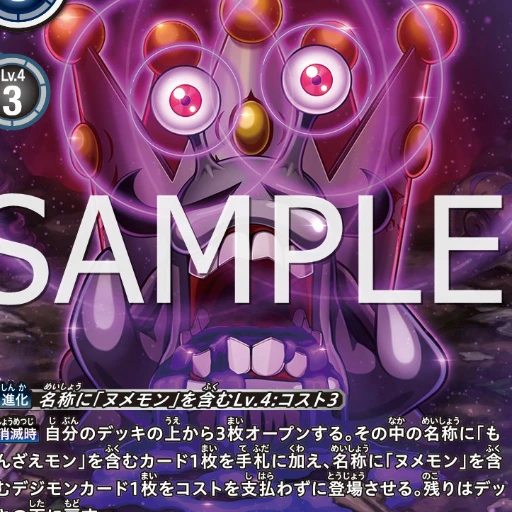 Lv.4
3
SAMPLE
進化 名称に「ヌメモン」を含むLv.4:コスト3
消滅時 自分のデッキの上から3枚オープンする。その中の名称に「も
んざえモン」を含むカード1枚を手札に加え、名称に「ヌメモン」を含
むデジモンカード1枚をコストを支払わずに登場させる。残りはデッ